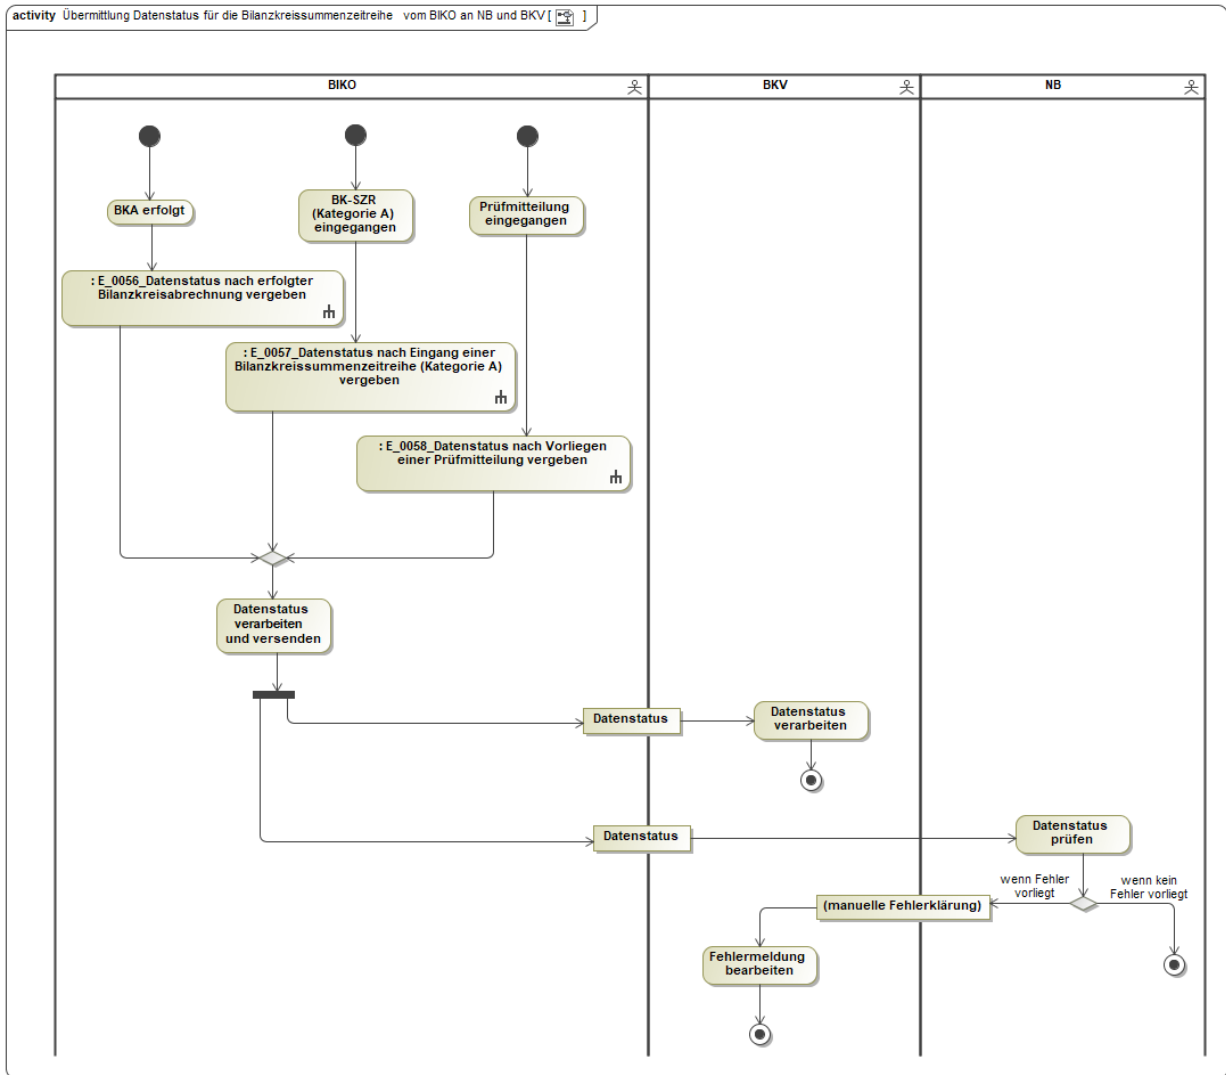 activity Übermittlung Datenstatus für die Bilanzkreissummenzeitreihe vom BIKO an NB und BKV [ ]
BIKO
BKV
NB
BKA erfolgt
BK-SZR
(Kategorie A)
eingegangen
Prüfmitteilung
eingegangen
: E_0056_Datenstatus nach erfolgter
Bilanzkreisabrechnung vergeben
: E_0057_Datenstatus nach Eingang einer
Bilanzkreissummenzeitreihe (Kategorie A)
vergeben
: E_0058_Datenstatus nach Vorliegen
einer Prüfmitteilung vergeben
Datenstatus
verarbeiten
und versenden
Datenstatus
Datenstatus
verarbeiten
Datenstatus
Datenstatus
prüfen
wenn Fehler
vorliegt
wenn kein
Fehler vorliegt
(manuelle Fehlerklärung)
Fehlermeldung
bearbeiten